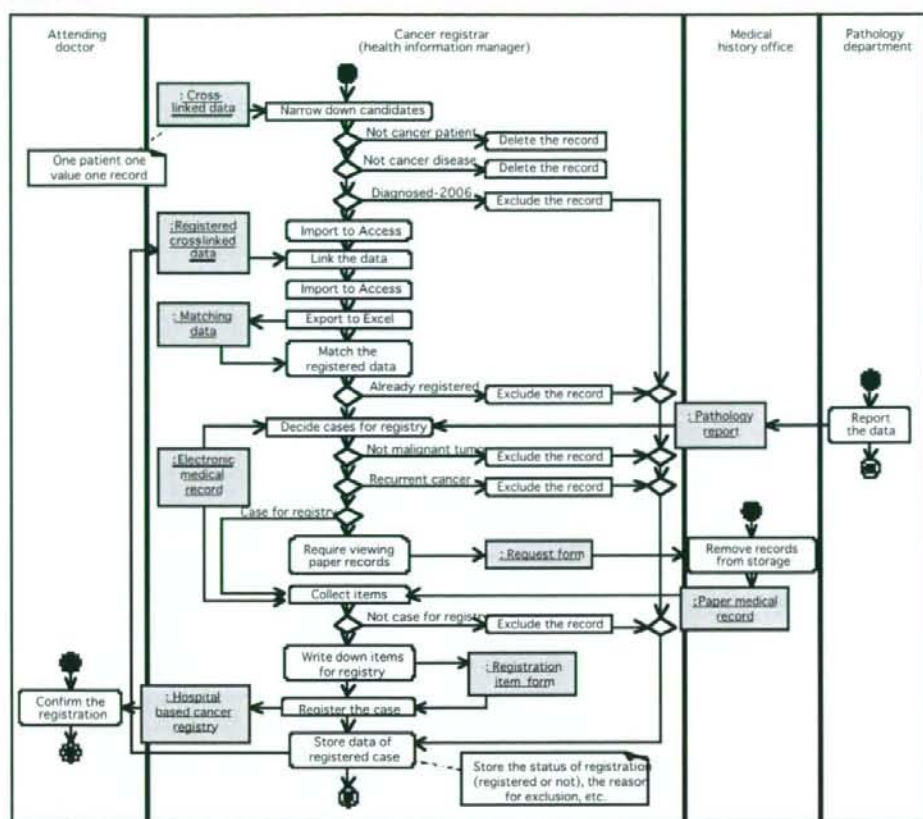 Attending
doctor
Cancer registrar
(health information manager)
Medical
history office
Pathology
department
: Cross-
linked data
Narrow down candidates
Not cancer patient
Delete the record
One patient one
value one record
Not cancer disease
Delete the record
Diagnosed-2006
Exclude the record
:Registered
crosslinked
data
Import to Access
Link the data
Import to Access
: Matching
data
Export to Excel
Match the
registered data
Already registered
Exclude the record
Decide cases for registry
: Pathology
report
Report
the data
:Electronic
medical
record
Not malignant tumo
Exclude the record
Recurrent cancer
Exclude the record
Case for registry
Require viewing
paper records
: Request form
Remove records
from storage
Collect items
:Paper medical
record
Not case for registry
Exclude the record
Write down items
for registry
: Registration
item form
Confirm the
registration
: Hospital
based cancer
registry
Register the case
Store data of
registered case
Store the status of registration
(registered or not), the reason
for exclusion, etc.